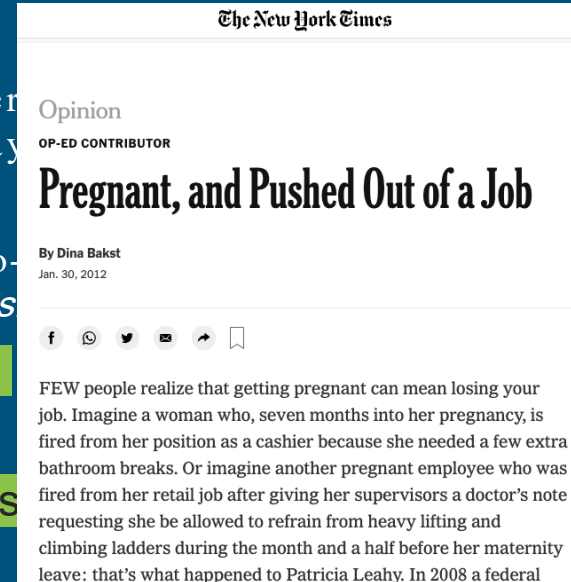 The New York Times
Opinion
OP-ED CONTRIBUTOR
Pregnant, and Pushed Out of a Job
By Dina Bakst
Jan. 30, 2012
FEW people realize that getting pregnant can mean losing your
job. Imagine a woman who, seven months into her pregnancy, is
fired from her position as a cashier because she needed a few extra
bathroom breaks. Or imagine another pregnant employee who was
fired from her retail job after giving her supervisors a doctor’s note
requesting she be allowed to refrain from heavy lifting and
climbing ladders during the month and a half before her maternity
leave: that’s what happened to Patricia Leahy. In 2008 a federal